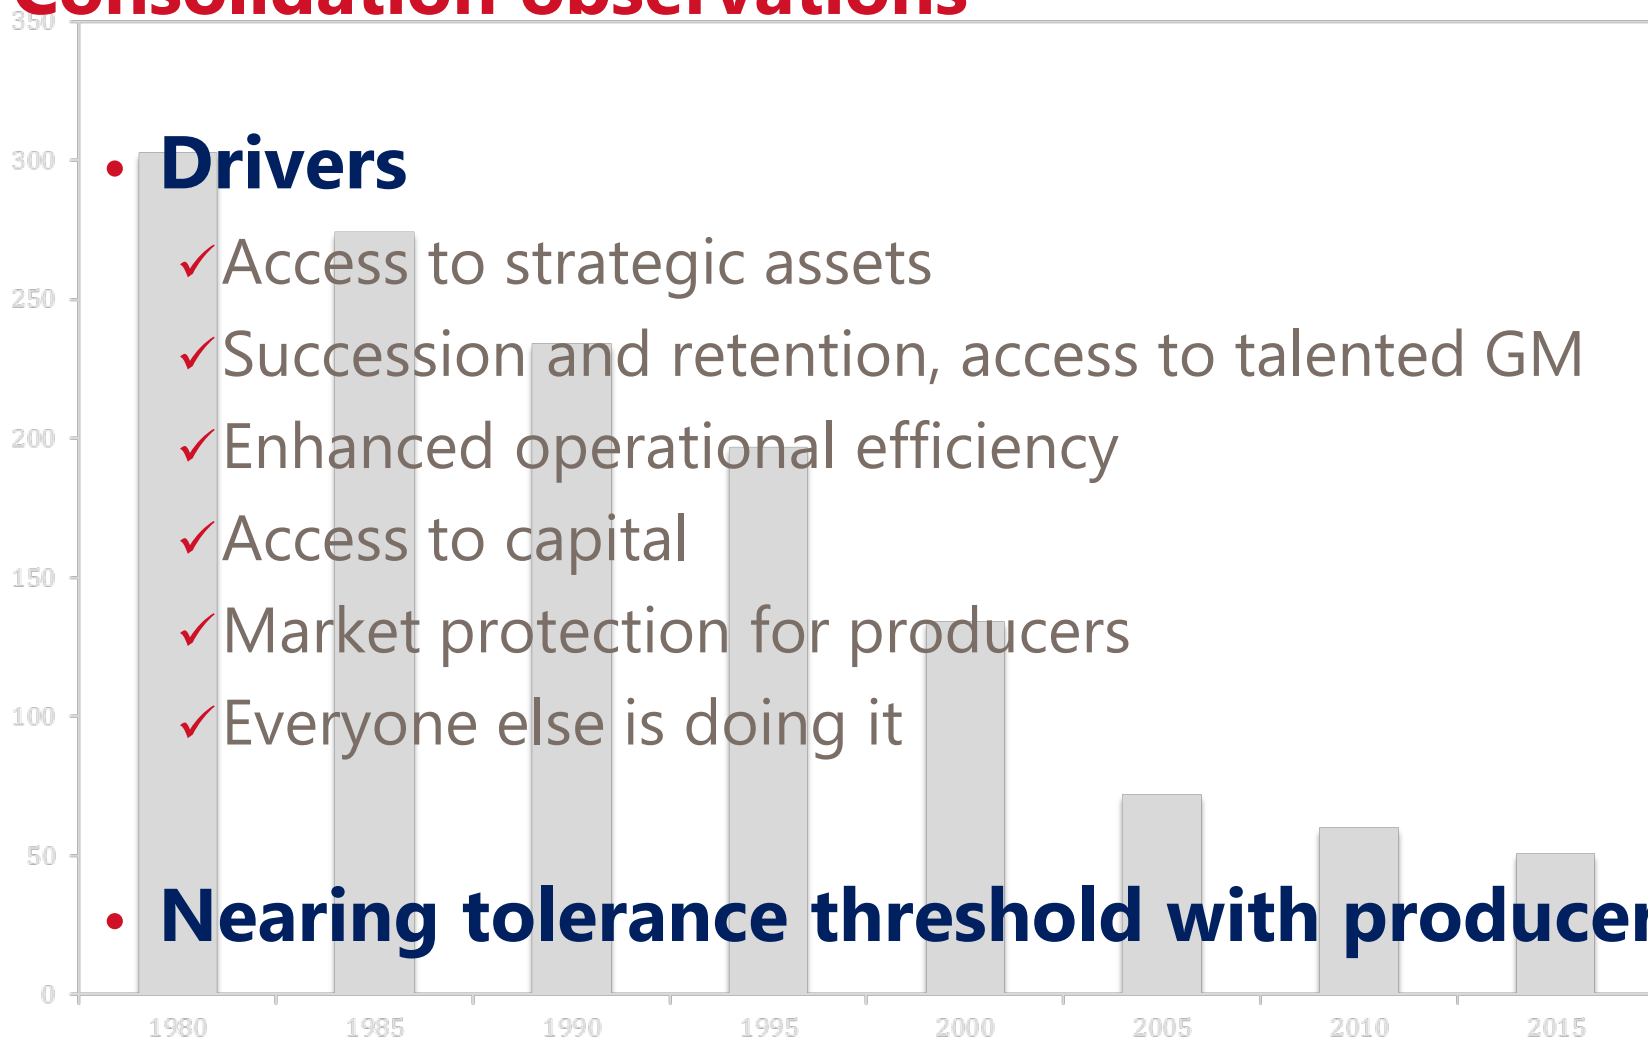 Consolidation observations
350
300
250
200
150
100
50
0
• Drivers
✓Access to strategic assets
✓Succession and retention, access to talented GM
✓Enhanced operational efficiency
✓Access to capital
✓Market protection for producers
✓Everyone else is doing it
• Nearing tolerance threshold with producer
1980 1985 1990 1995 2000 2005 2010 2015